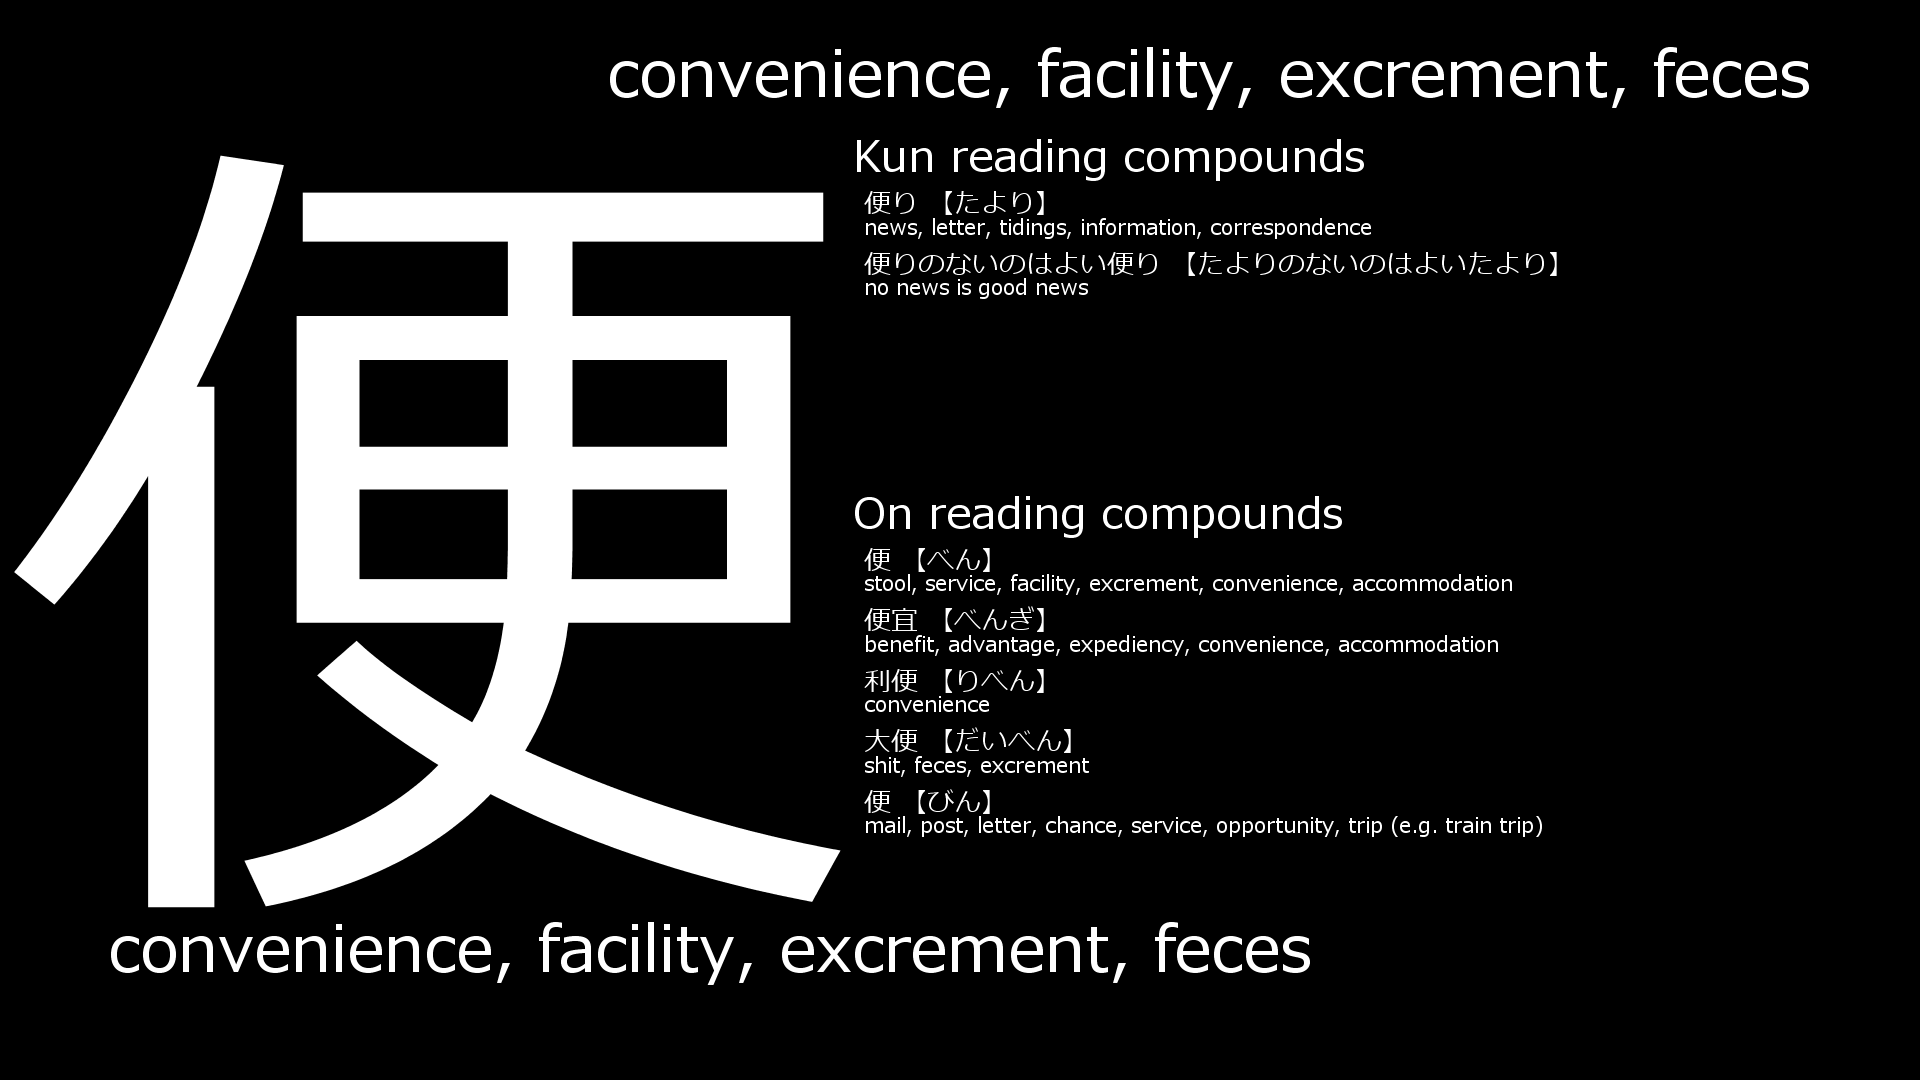 convenience, facility, excrement, feces
便
Kun reading compounds
便り 【たより】
news, letter, tidings, information, correspondence
便りのないのはよい便り 【たよりのないのはよいたより】
no news is good news
On reading compounds
便 【べん】
stool, service, facility, excrement, convenience, accommodation
便宜 【べんぎ】
benefit, advantage, expediency, convenience, accommodation
利便 【りべん】
convenience
大便 【だいべん】
shit, feces, excrement
便 【びん】
mail, post, letter, chance, service, opportunity, trip (e.g. train trip)
convenience, facility, excrement, feces